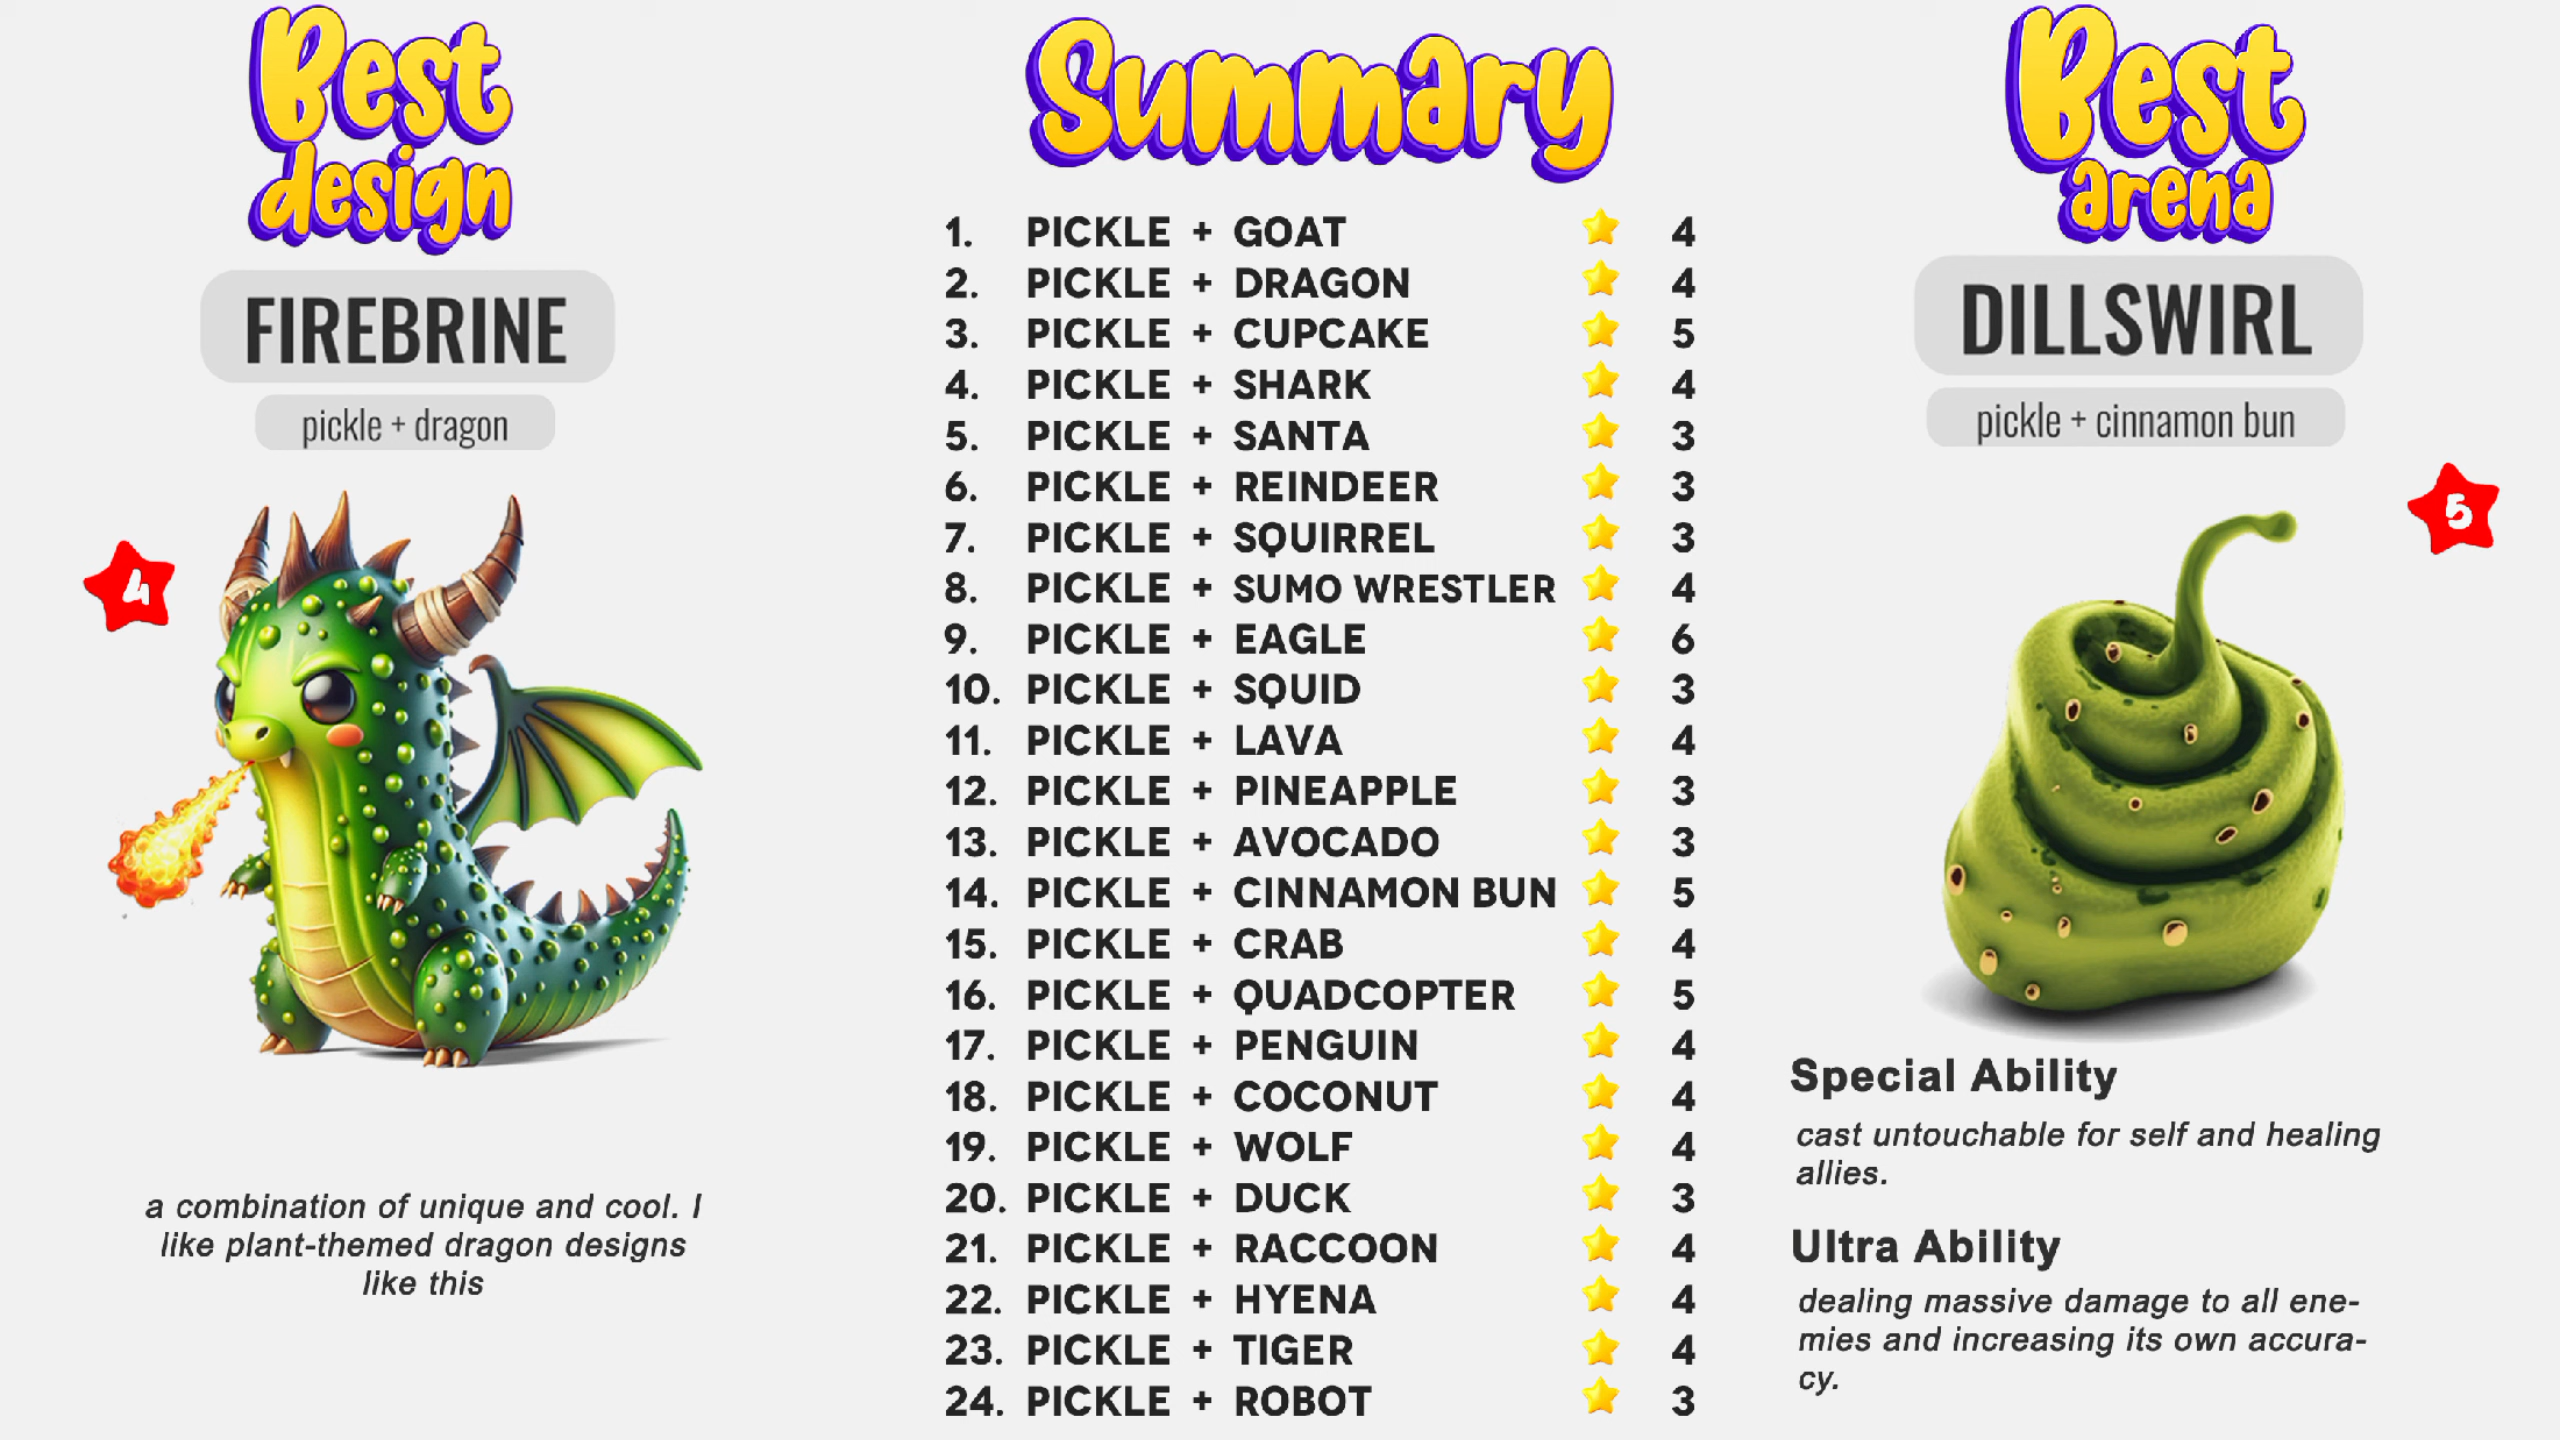 Best
design
FIREBRINE
pickle + dragon
4
a combination of unique and cool. I
like plant-themed dragon designs
like this
Summary
1. PICKLE + GOAT 4
2. PICKLE + DRAGON 4
3. PICKLE + CUPCAKE 5
4. PICKLE + SHARK 4
5. PICKLE + SANTA 3
6. PICKLE + REINDEER 3
7. PICKLE + SQUIRREL 3
8. PICKLE + SUMO WRESTLER 4
9. PICKLE + EAGLE 6
10. PICKLE + SQUID 3
11. PICKLE + LAVA 4
12. PICKLE + PINEAPPLE 3
13. PICKLE + AVOCADO 3
14. PICKLE + CINNAMON BUN 5
15. PICKLE + CRAB 4
16. PICKLE + QUADCOPTER 5
17. PICKLE + PENGUIN 4
18. PICKLE + COCONUT 4
19. PICKLE + WOLF 4
20. PICKLE + DUCK 3
21. PICKLE + RACCOON 4
22. PICKLE + HYENA 4
23. PICKLE + TIGER 4
24. PICKLE + ROBOT 3
Best
arena
DILLSWIRL
pickle + cinnamon bun
5
Special Ability
cast untouchable for self and healing
allies.
Ultra Ability
dealing massive damage to all ene-
mies and increasing its own accura-
cy.